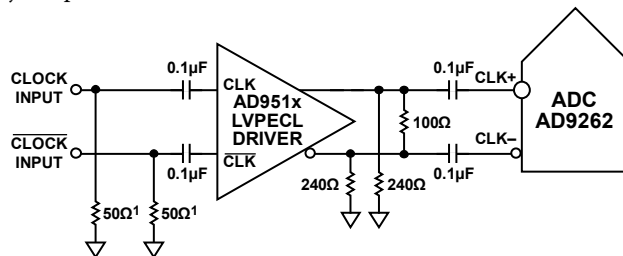 CLOCK
INPUT
CLOCK
INPUT
0.1µF
0.1µF
50Ω1
50Ω1
CLK
AD951x
LVPECL
DRIVER
CLK
240Ω
240Ω
100Ω
0.1µF
0.1µF
CLK+
CLK–
ADC
AD9262